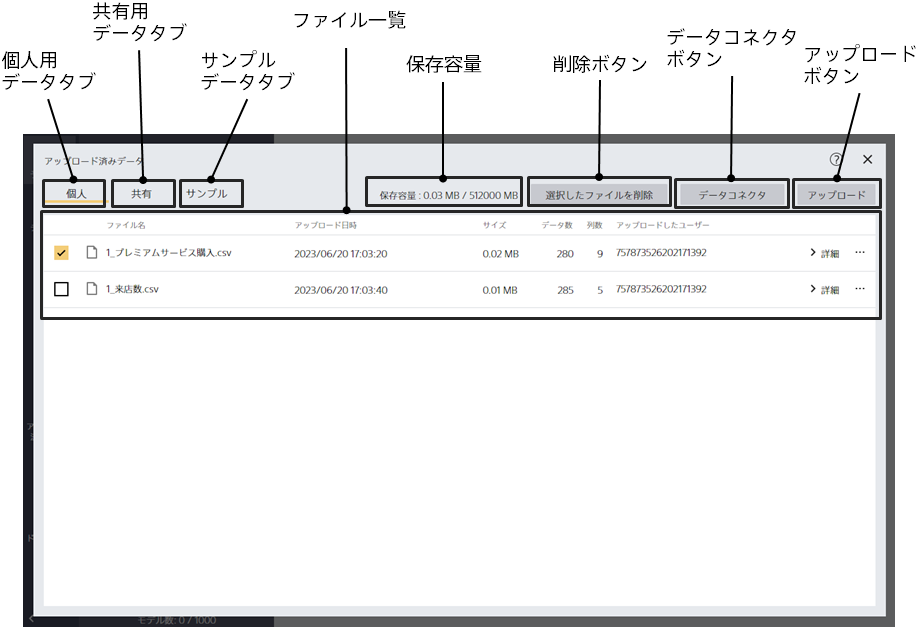 共有用
データタブ
ファイル一覧
データコネクタ
ボタン
アップロード
ボタン
個人用
データタブ
サンプル
データタブ
保存容量
削除ボタン
アップロード済みデータ
個人
共有
サンプル
保存容量 : 0.03 MB / 512000 MB
選択したファイルを削除
データコネクタ
アップロード
ファイル名 アップロード日時 サイズ データ数 列数 アップロードしたユーザー
1_プレミアムサービス購入.csv 2023/06/20 17:03:20 0.02 MB 280 9 757873526202171392 詳細
1_来店数.csv 2023/06/20 17:03:40 0.01 MB 285 5 757873526202171392 詳細
モデル数: 0 / 1000